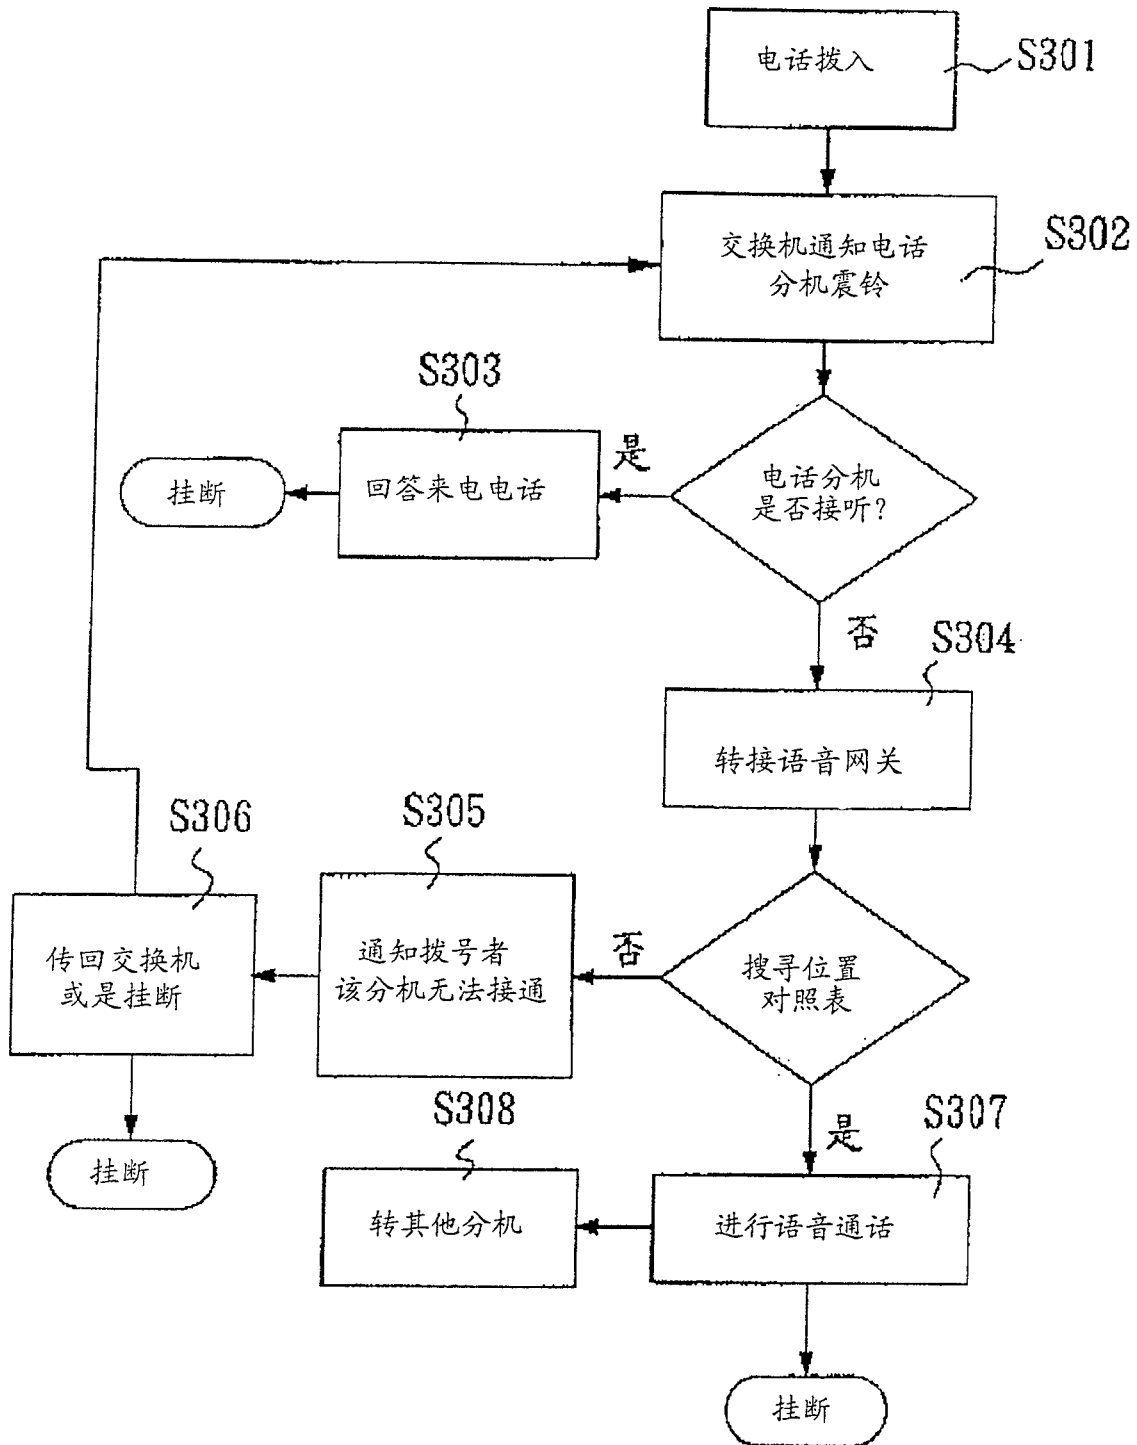 电话拨入
S301
交换机通知电话
分机震铃
S302
S303
是
挂断
回答来电电话
电话分机
是否接听?
否
S304
转接语音网关
S306
S305
传回交换机
或是挂断
通知拨号者
该分机无法接通
否
搜寻位置
对照表
S308
是
S307
挂断
转其他分机
进行语音通话
挂断